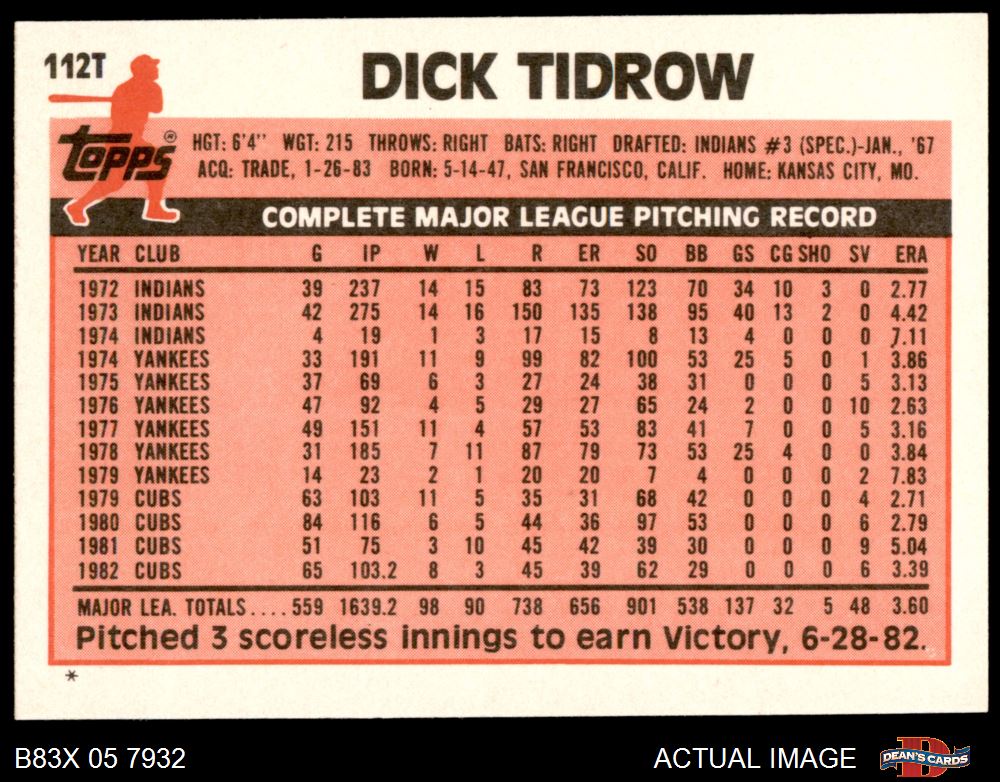 112T
DICK TIDROW
topps®
HGT: 6'4" WGT: 215 THROWS: RIGHT BATS: RIGHT DRAFTED: INDIANS #3 (SPEC.)-JAN., '67
ACQ: TRADE, 1-26-83 BORN: 5-14-47, SAN FRANCISCO, CALIF. HOME: KANSAS CITY, MO.
COMPLETE MAJOR LEAGUE PITCHING RECORD
YEAR CLUB G IP W L R ER SO BB GS CG SHO SV ERA
1972 INDIANS 39 237 14 15 83 73 123 70 34 10 3 0 2.77
1973 INDIANS 42 275 14 16 150 135 138 95 40 13 2 0 4.42
1974 INDIANS 4 19 1 3 17 15 8 13 4 0 0 0 7.11
1974 YANKEES 33 191 11 9 99 82 100 53 25 5 0 1 3.86
1975 YANKEES 37 69 6 3 27 24 38 31 0 0 0 5 3.13
1976 YANKEES 47 92 4 5 29 27 65 24 2 0 0 10 2.63
1977 YANKEES 49 151 11 4 57 53 83 41 7 0 0 5 3.16
1978 YANKEES 31 185 7 11 87 79 73 53 25 4 0 0 3.84
1979 YANKEES 14 23 2 1 20 20 7 4 0 0 0 2 7.83
1979 CUBS 63 103 11 5 35 31 68 42 0 0 0 4 2.71
1980 CUBS 84 116 6 5 44 36 97 53 0 0 0 6 2.79
1981 CUBS 51 75 3 10 45 42 39 30 0 0 0 9 5.04
1982 CUBS 65 103.2 8 3 45 39 62 29 0 0 0 6 3.39
MAJOR LEA. TOTALS.... 559 1639.2 98 90 738 656 901 538 137 32 5 48 3.60
Pitched 3 scoreless innings to earn Victory, 6-28-82.
*
B83X 05 7932 ACTUAL IMAGE DEAN'S CARDS